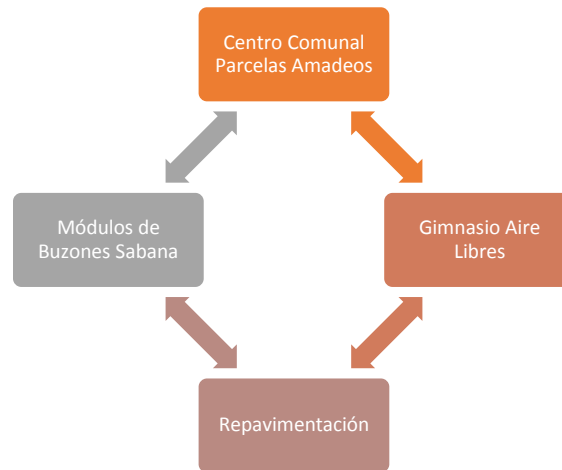 Centro Comunal
Parcelas Amadeos
Módulos de
Buzones Sabana
Gimnasio Aire
Libres
Repavimentación